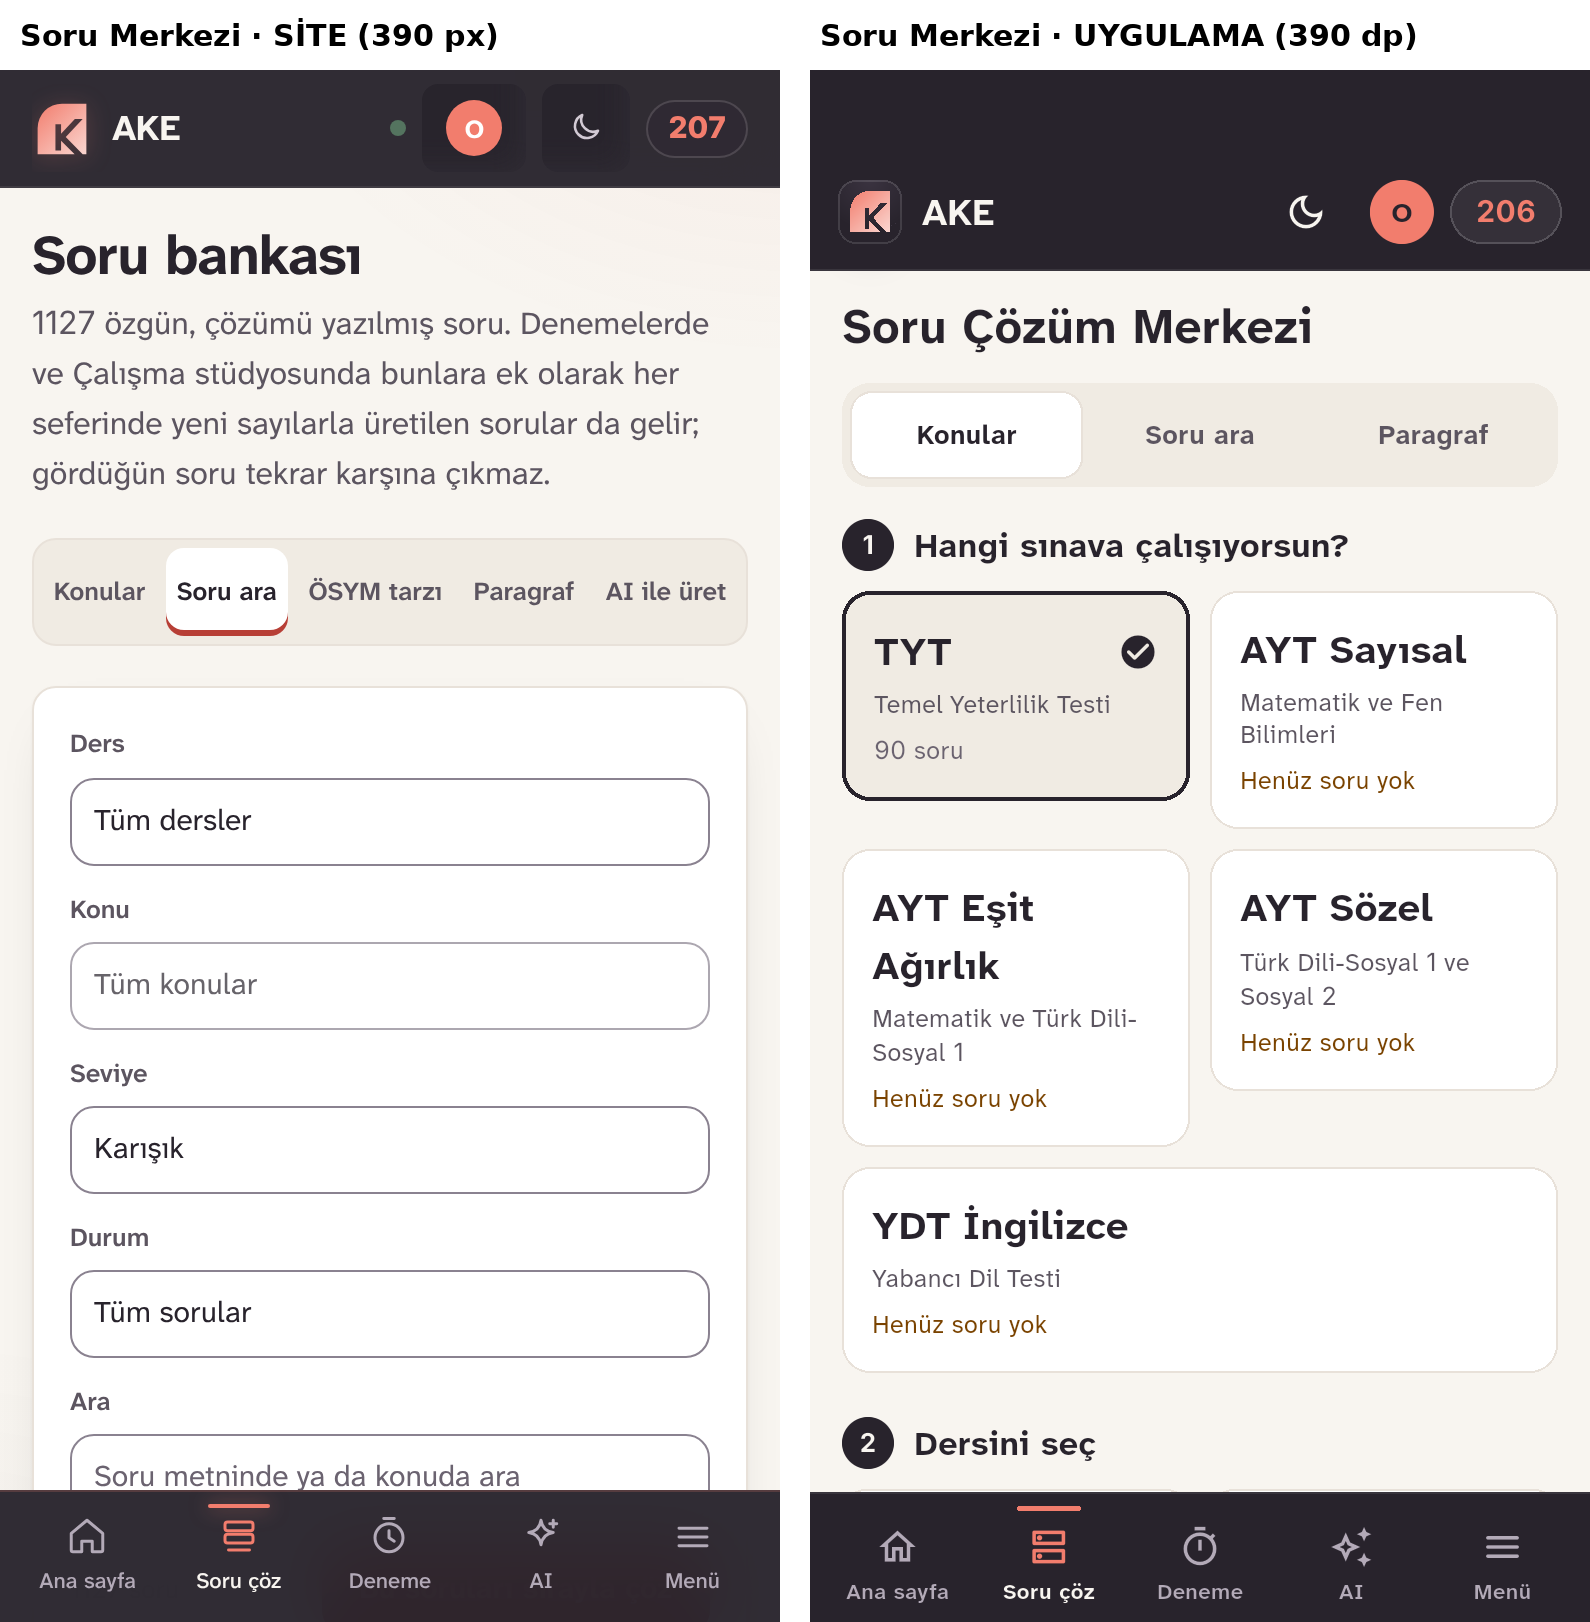 Soru Merkezi · SİTE (390 px)
K AKE
O
207
Soru bankası
1127 özgün, çözümü yazılmış soru. Denemelerde
ve Çalışma stüdyosunda bunlara ek olarak her
seferinde yeni sayılarla üretilen sorular da gelir;
gördüğün soru tekrar karşına çıkmaz.
Konular Soru ara ÖSYM tarzı Paragraf AI ile üret
Ders
Tüm dersler
Konu
Tüm konular
Seviye
Karışık
Durum
Tüm sorular
Ara
Soru metninde ya da konuda ara
Ana sayfa Soru çöz Deneme AI Menü
Soru Merkezi · UYGULAMA (390 dp)
K AKE
O
206
Soru Çözüm Merkezi
Konular Soru ara Paragraf
1 Hangi sınava çalışıyorsun?
TYT
Temel Yeterlilik Testi
90 soru
AYT Sayısal
Matematik ve Fen
Bilimleri
Henüz soru yok
AYT Eşit
Ağırlık
Matematik ve Türk Dili-
Sosyal 1
Henüz soru yok
AYT Sözel
Türk Dili-Sosyal 1 ve
Sosyal 2
Henüz soru yok
YDT İngilizce
Yabancı Dil Testi
Henüz soru yok
2 Dersini seç
Ana sayfa Soru çöz Deneme AI Menü